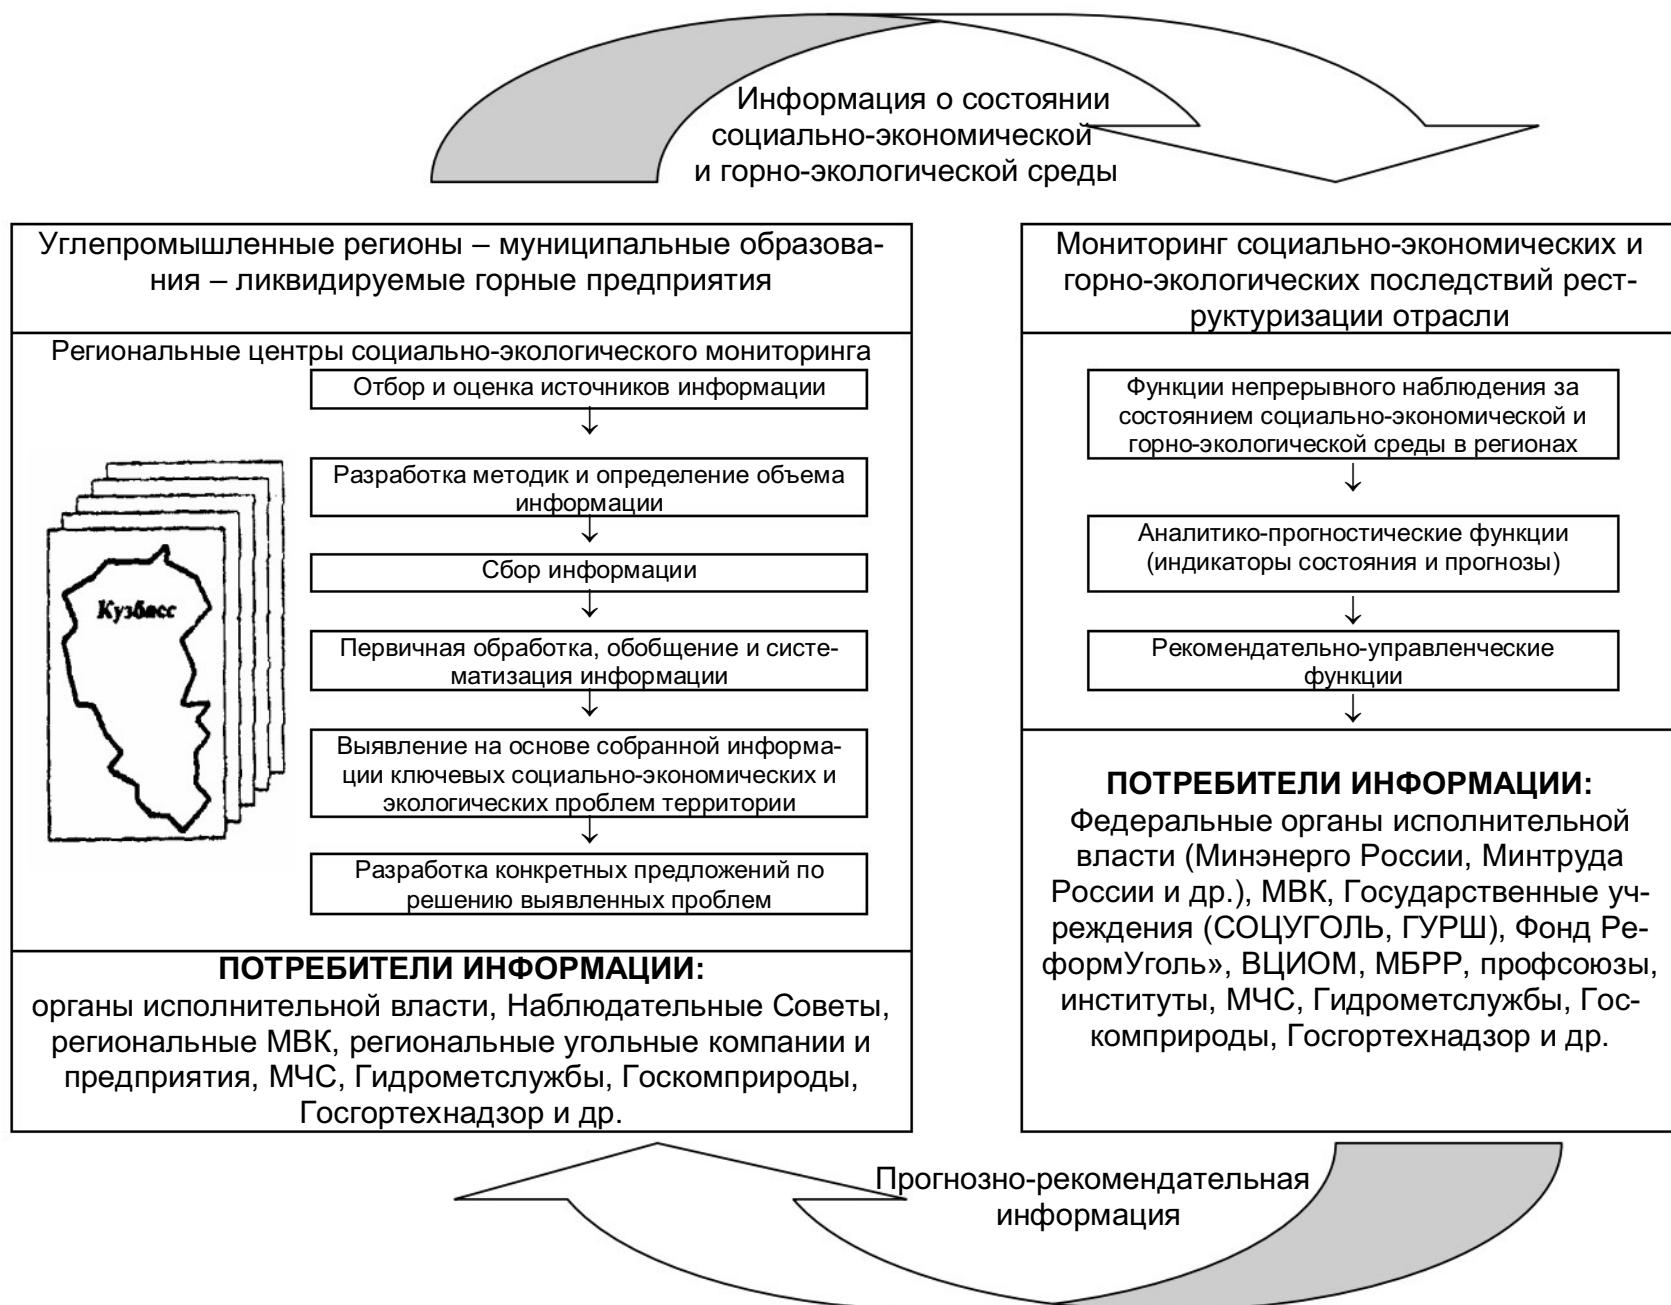 Информация о состоянии
социально-экономической
и горно-экологической среды
Углепромышленные регионы – муниципальные образова-
ния – ликвидируемые горные предприятия
Региональные центры социально-экологического мониторинга
Отбор и оценка источников информации
Разработка методик и определение объема
информации
Сбор информации
Первичная обработка, обобщение и систе-
матизация информации
Выявление на основе собранной информа-
ции ключевых социально-экономических и
экологических проблем территории
Разработка конкретных предложений по
решению выявленных проблем
Кузбасс
ПОТРЕБИТЕЛИ ИНФОРМАЦИИ:
органы исполнительной власти, Наблюдательные Советы,
региональные МВК, региональные угольные компании и
предприятия, МЧС, Гидрометслужбы, Госкомприроды,
Госгортехнадзор и др.
Мониторинг социально-экономических и
горно-экологических последствий рест-
руктуризации отрасли
Функции непрерывного наблюдения за
состоянием социально-экономической и
горно-экологической среды в регионах
Аналитико-прогностические функции
(индикаторы состояния и прогнозы)
Рекомендательно-управленческие
функции
ПОТРЕБИТЕЛИ ИНФОРМАЦИИ:
Федеральные органы исполнительной
власти (Минэнерго России, Минтруда
России и др.), МВК, Государственные уч-
реждения (СОЦУГОЛЬ, ГУРШ), Фонд Ре-
формУголь», ВЦИОМ, МБРР, профсоюзы,
институты, МЧС, Гидрометслужбы, Гос-
комприроды, Госгортехнадзор и др.
Прогнозно-рекомендательная
информация